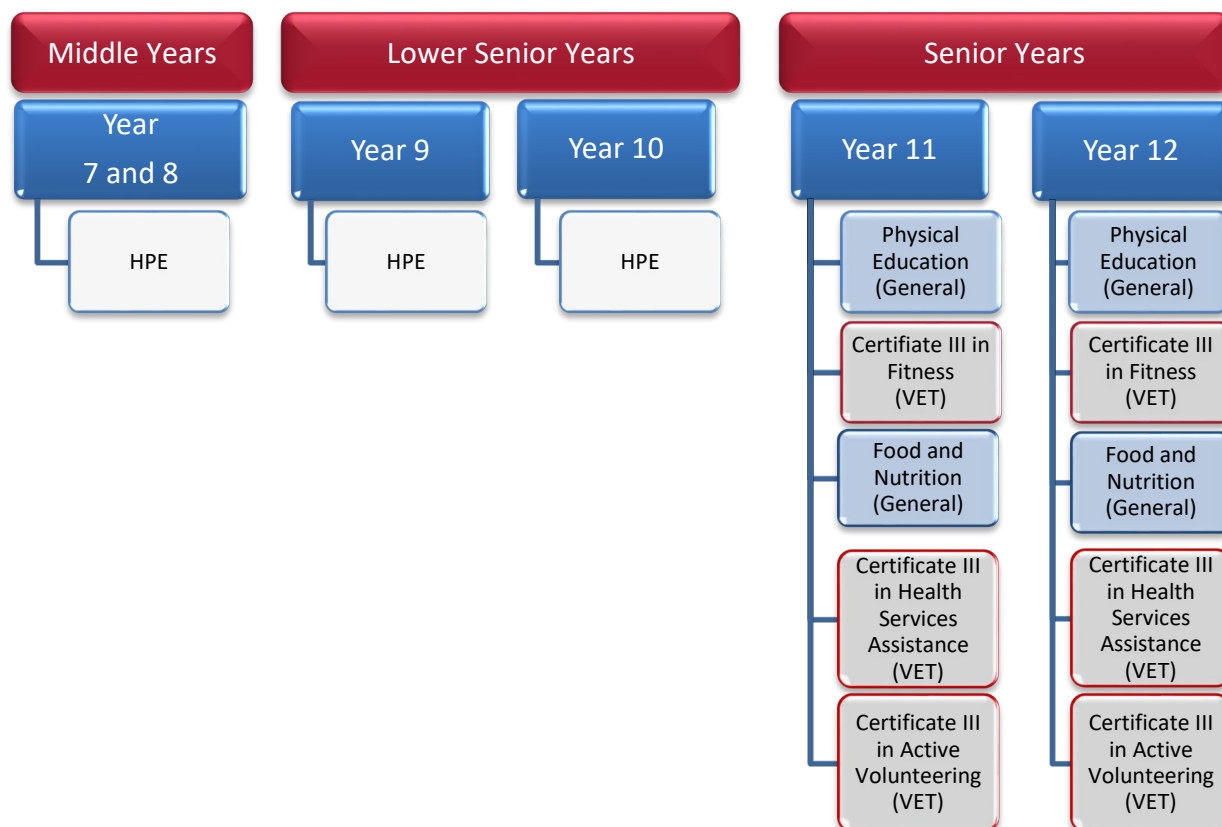 Middle Years
Lower Senior Years
Senior Years
Year
7 and 8
Year 9
Year 10
Year 11
Year 12
HPE
HPE
HPE
Physical
Education
(General)
Certifiate III in
Fitness
(VET)
Food and
Nutrition
(General)
Certificate III
in Health
Services
Assistance
(VET)
Certificate III
in Active
Volunteering
(VET)
Physical
Education
(General)
Certificate III
in Fitness
(VET)
Food and
Nutrition
(General)
Certificate III
in Health
Services
Assistance
(VET)
Certificate III
in Active
Volunteering
(VET)